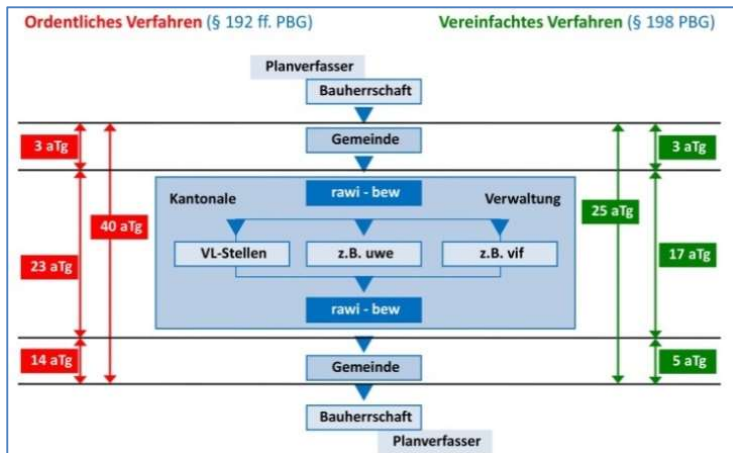 Ordentliches Verfahren (§ 192 ff. PBG)
Vereinfachtes Verfahren (§ 198 PBG)
Planverfasser
Bauherrschaft
3 aTg
Gemeinde
3 aTg
Kantonale
rawi - bew
Verwaltung
25 aTg
40 aTg
VL-Stellen
z.B. uwe
z.B. vif
17 aTg
23 aTg
rawi - bew
14 aTg
Gemeinde
5 aTg
Bauherrschaft
Planverfasser